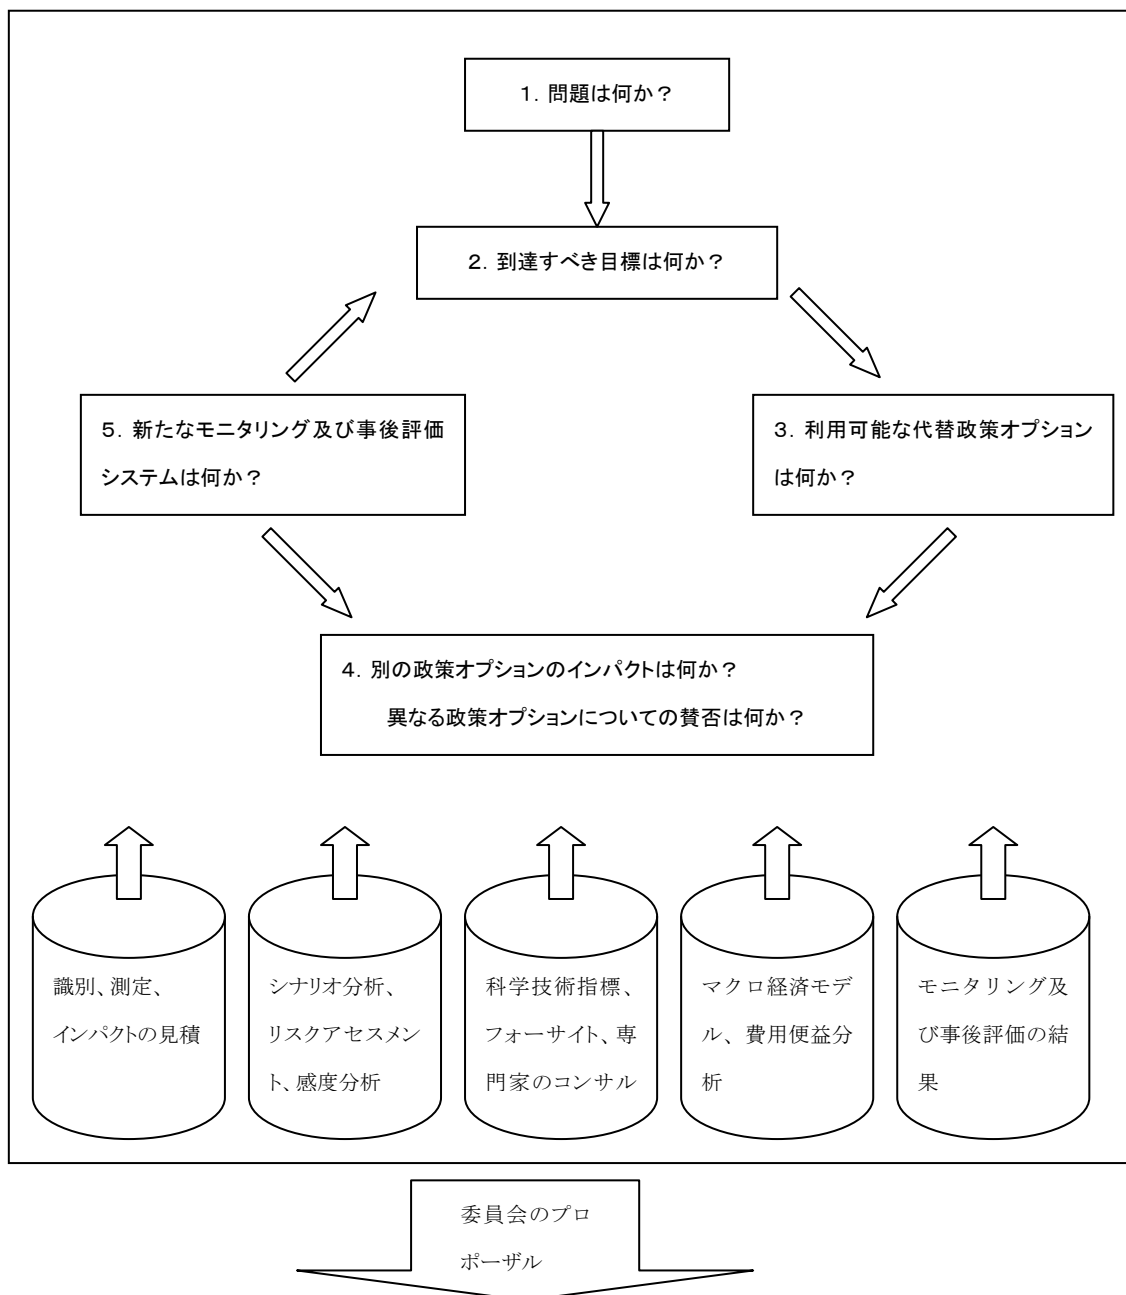 1．問題は何か？
2．到達すべき目標は何か？
5．新たなモニタリング及び事後評価
システムは何か？
3．利用可能な代替政策オプション
は何か？
4．別の政策オプションのインパクトは何か？
異なる政策オプションについての賛否は何か？
識別、測定、
インパクトの見積
シナリオ分析、
リスクアセスメン
ト、感度分析
科学技術指標、
フォーサイト、専
門家のコンサル
マクロ経済モデ
ル、費用便益分
析
モニタリング及
び事後評価の結
果
委員会のプロ
ポーザル